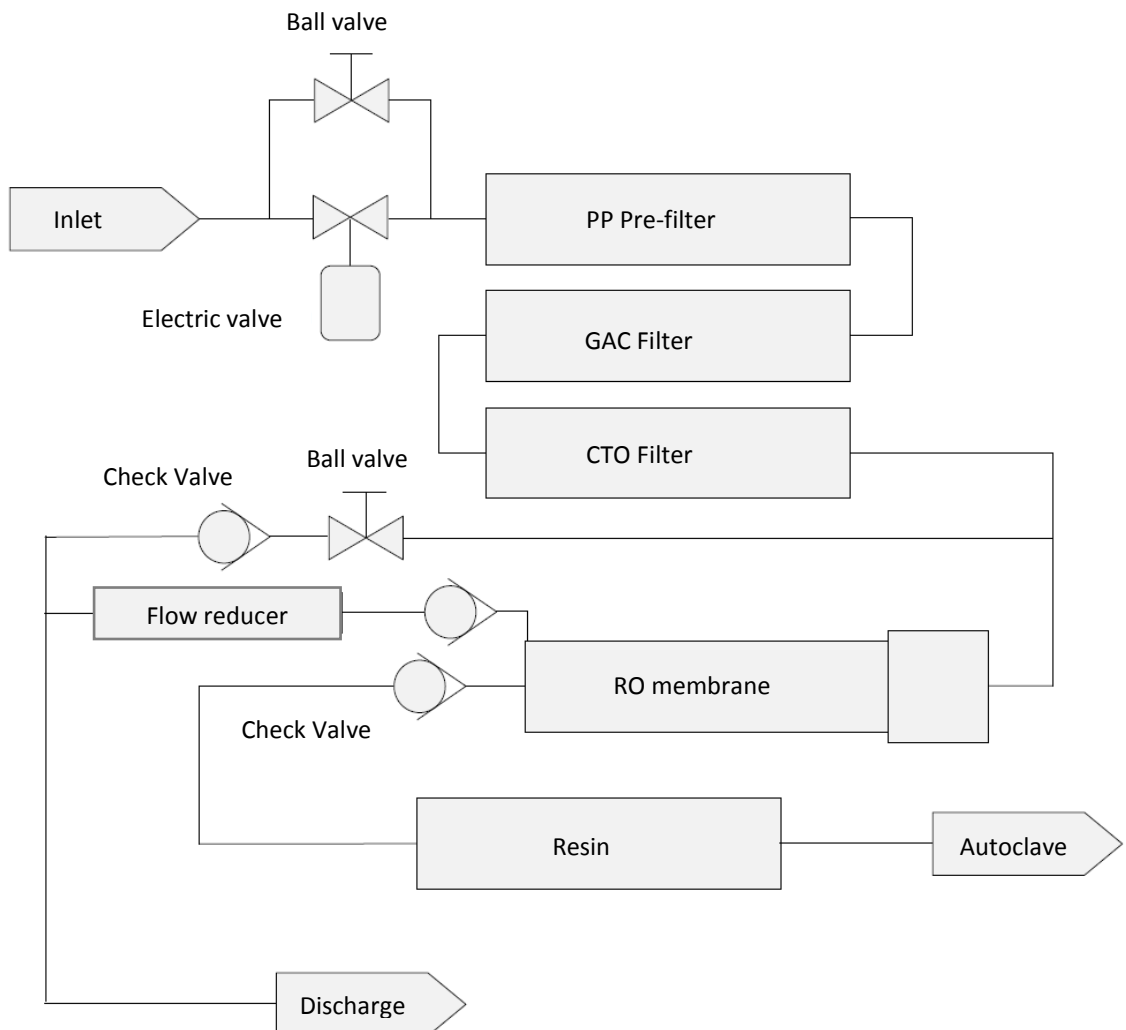 Ball valve
Inlet
PP Pre-filter
Electric valve
GAC Filter
CTO Filter
Ball valve
Check Valve
Flow reducer
RO membrane
Check Valve
Resin
Autoclave
Discharge